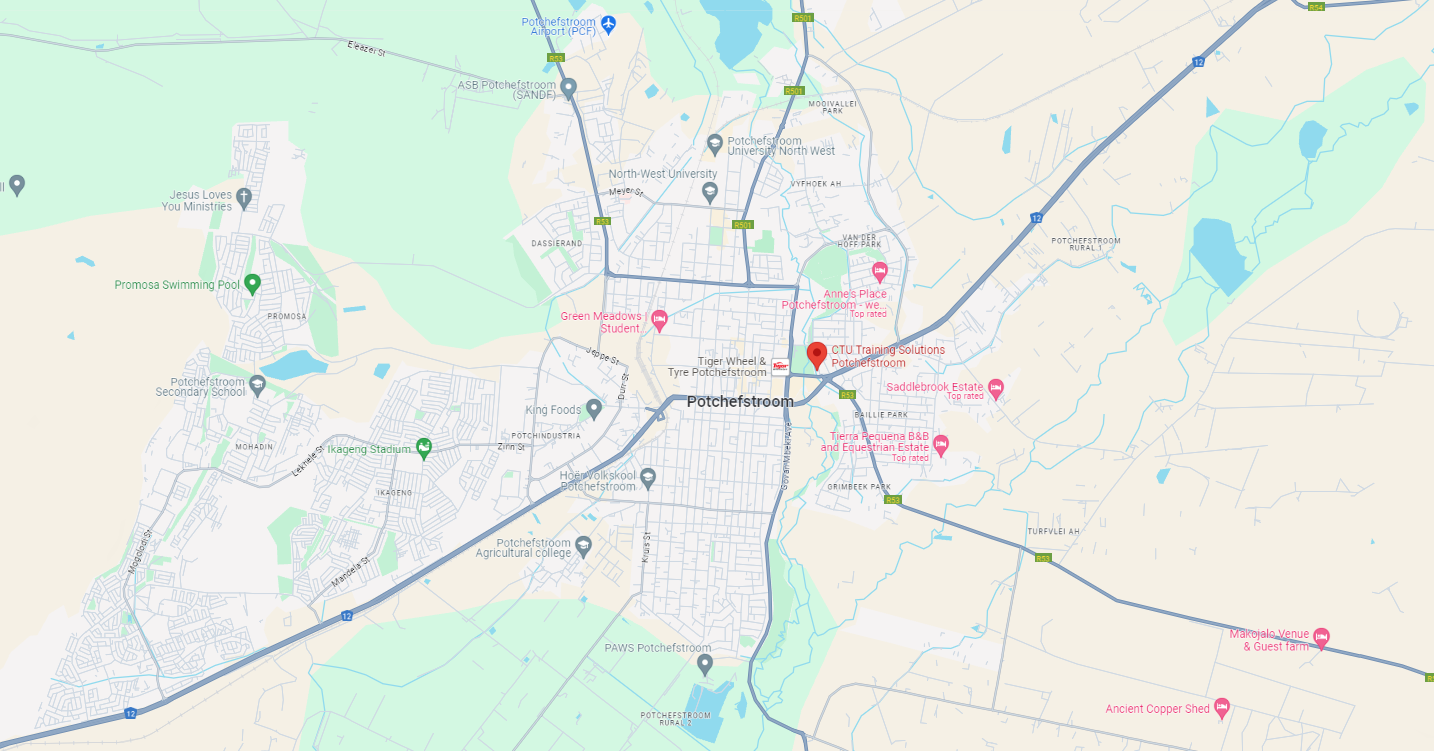 Potchefstroom
Airport (PCF)
R501
R54
R53
Eleazer St
12
ASB Potchefstroom
(SANDF)
R501
MOOIVALLEI
PARK
Potchefstroom
University North West
North-West University
Meyer St
VYFHOEK AH
Jesus Loves
You Ministries
R53
R501
12
DASSIERAND
VAN DER
HOFF PARK
POTCHEFSTROOM
RURAL 1
Promosa Swimming Pool
PROMOSA
Anne's Place
Potchefstroom - we...
Top rated
Green Meadows |
Student...
Jeppe St
Tiger Wheel &
Tyre Potchefstroom
CTU Training Solutions
Potchefstroom
Potchefstroom
Secondary School
Durr St
Saddlebrook Estate
Top rated
R53
Potchefstroom
King Foods
BAILLIE PARK
POTCHINDUSTRIA
Zinn St
MOHADIN
Lekhele St
Ikageng Stadium
Govan Mbeki Ave
Tierra Pequena B&B
and Equestrian Estate
Top rated
Hoër Volkskool
Potchefstroom
IKAGENG
GRIMBEEK PARK
R53
Mogolodi St
Potchefstroom
Agricultural college
Kruis St
TURFVLEI AH
R53
Mandela St
12
Makojalo Venue
& Guest farm
PAWS Potchefstroom
12
POTCHEFSTROOM
RURAL 2
Ancient Copper Shed